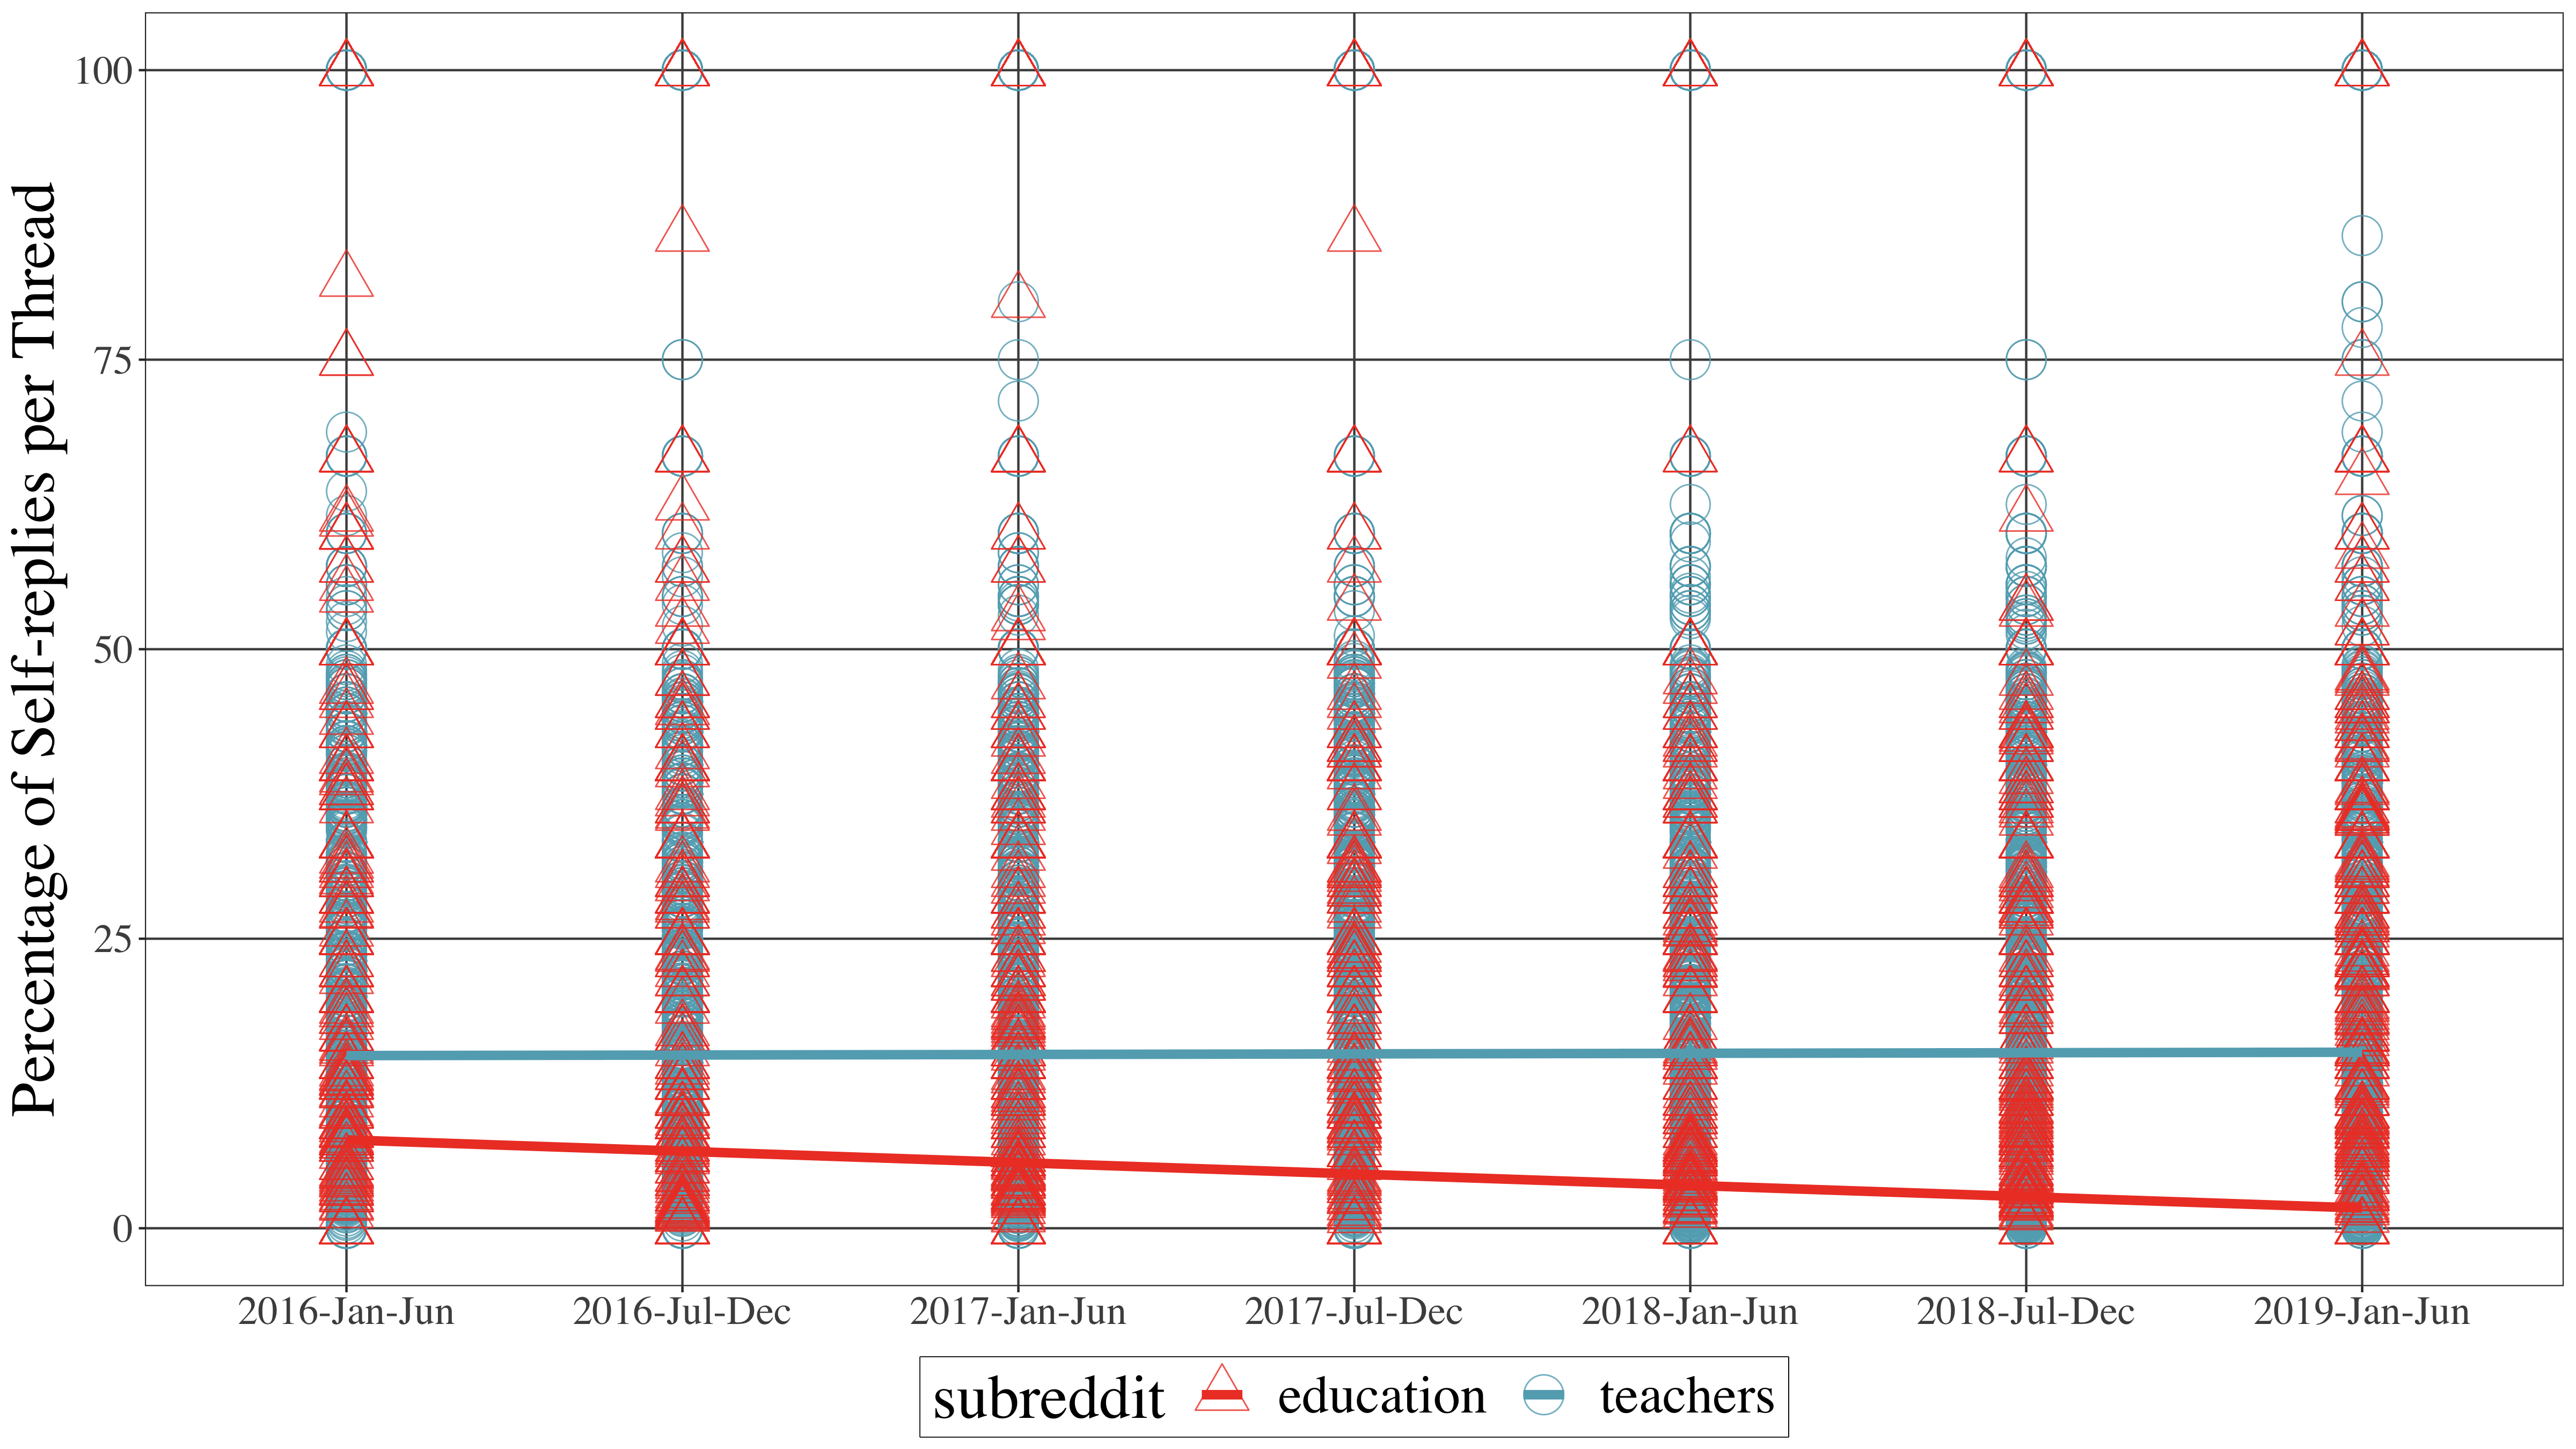 Percentage of Self-replies per Thread
100
75
50
25
0
2016-Jan-Jun 2016-Jul-Dec 2017-Jan-Jun 2017-Jul-Dec 2018-Jan-Jun 2018-Jul-Dec 2019-Jan-Jun
subreddit education teachers